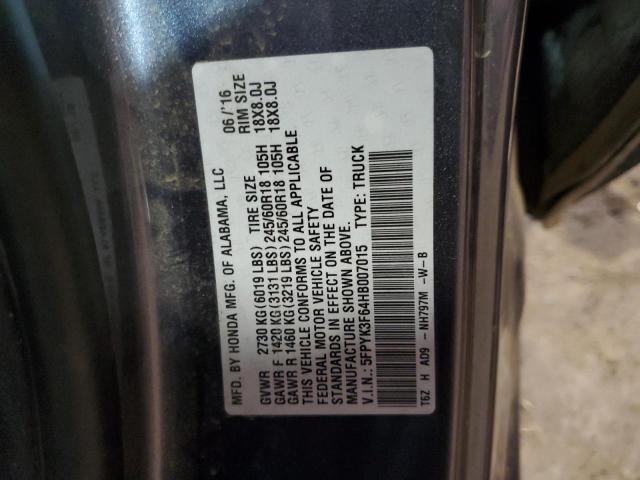 MFD. BY HONDA MFG. OF ALABAMA, LLC 06/'16
GVWR 2730 KG(6019 LBS) TIRE SIZE RIM SIZE
GAWR F 1420 KG(3131 LBS) 245/60R18 105H 18X8.0J
GAWR R 1460 KG(3219 LBS) 245/60R18 105H 18X8.0J
THIS VEHICLE CONFORMS TO ALL APPLICABLE
FEDERAL MOTOR VEHICLE SAFETY
STANDARDS IN EFFECT ON THE DATE OF
MANUFACTURE SHOWN ABOVE.
V.I.N.: 5FPYK3F64HB007015 TYPE: TRUCK
T6Z H A09 - NH797M -W-B